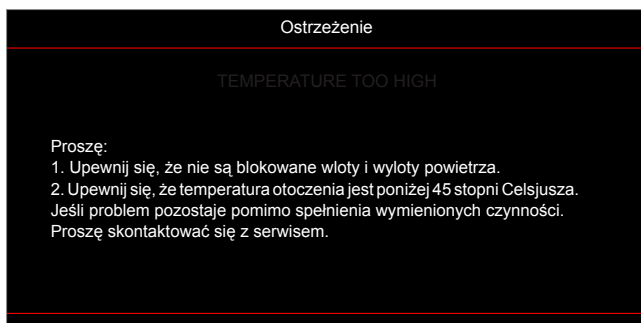 Ostrzeżenie
TEMPERATURE TOO HIGH
Proszę:
1. Upewnij się, że nie są blokowane wloty i wyloty powietrza.
2. Upewnij się, że temperatura otoczenia jest poniżej 45 stopni Celsjusza.
Jeśli problem pozostaje pomimo spełnienia wymienionych czynności.
Proszę skontaktować się z serwisem.